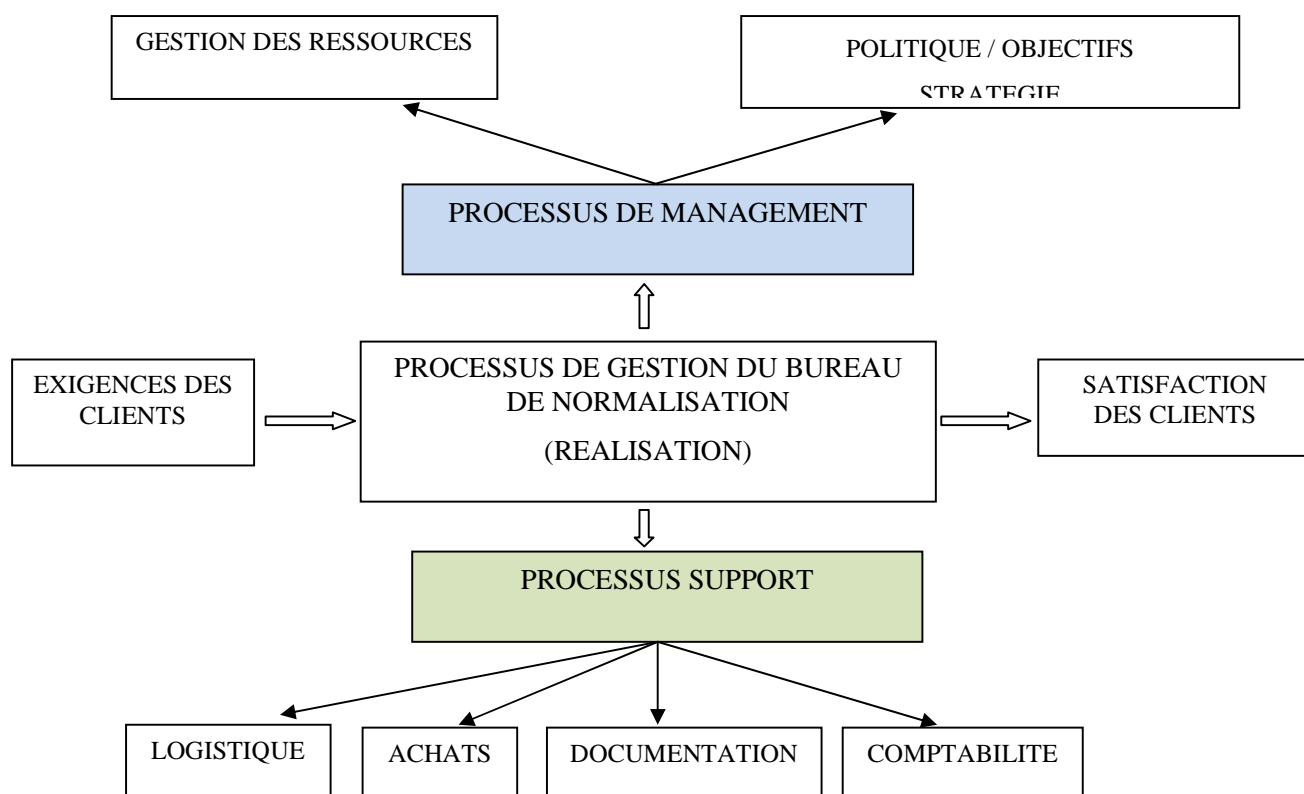 GESTION DES RESSOURCES
POLITIQUE / OBJECTIFS
STRATEGIE
PROCESSUS DE MANAGEMENT
EXIGENCES DES
CLIENTS
PROCESSUS DE GESTION DU BUREAU
DE NORMALISATION
(REALISATION)
SATISFACTION
DES CLIENTS
PROCESSUS SUPPORT
LOGISTIQUE
ACHATS
DOCUMENTATION
COMPTABILITE